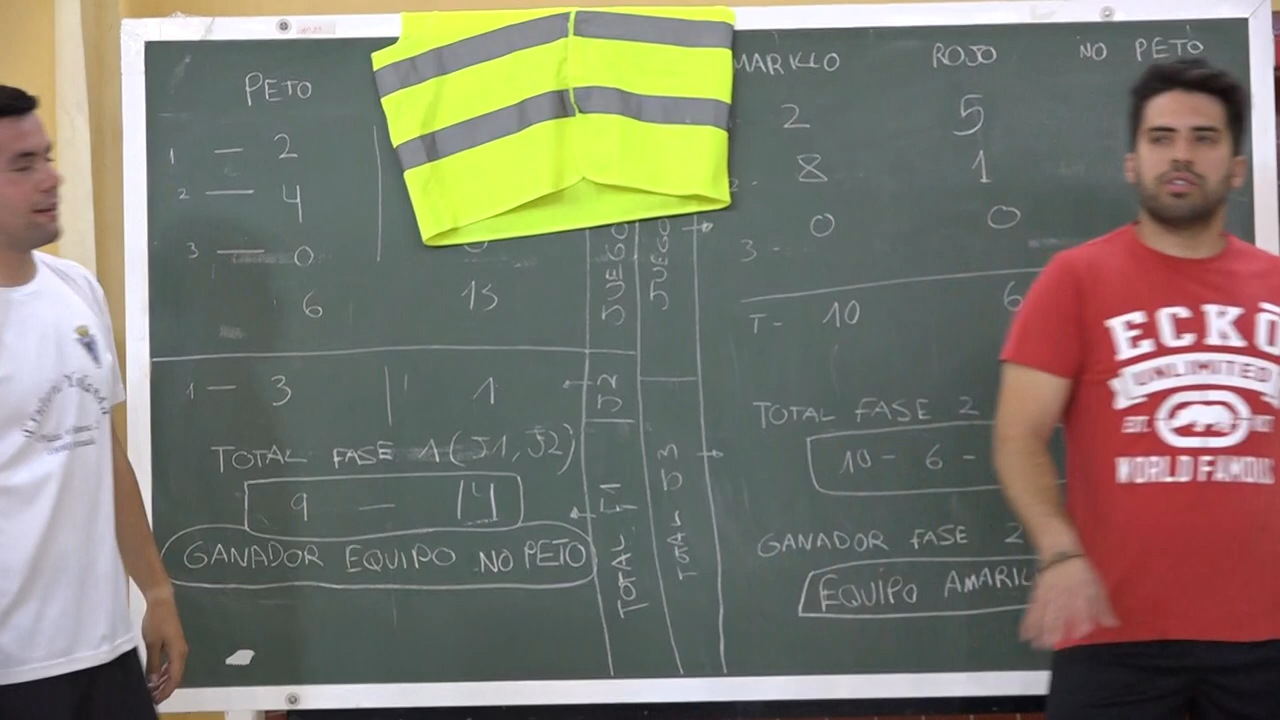 PETO
1 — 2
2 — 4
3 — 0
6 13
1 — 3 | 1
TOTAL FASE 1 (J1, J2)
9 — 14
GANADOR EQUIPO NO PETO
JUEGO
J2
TOTAL F1
JUEGO
TOTAL J3
ROJO NO PETO
2 5
2- 8 1
3- 0 0
T- 10 6
TOTAL FASE 2
10 - 6 -
GANADOR FASE 2
EQUIPO
ECKŌ
UNLIMITED
WORLD FAMOUS